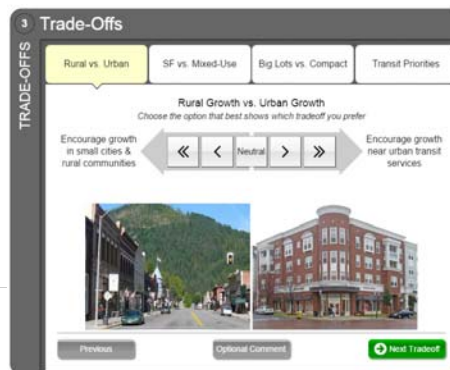 3 Trade-Offs
TRADE-OFFS
Rural vs. Urban
SF vs. Mixed-Use
Big Lots vs. Compact
Transit Priorities
Rural Growth vs. Urban Growth
Choose the option that best shows which tradeoff you prefer
Encourage growth
in small cities &
rural communities
« < Neutral > »
Encourage growth
near urban transit
services
Previous
Optional Comment
Next Tradeoff